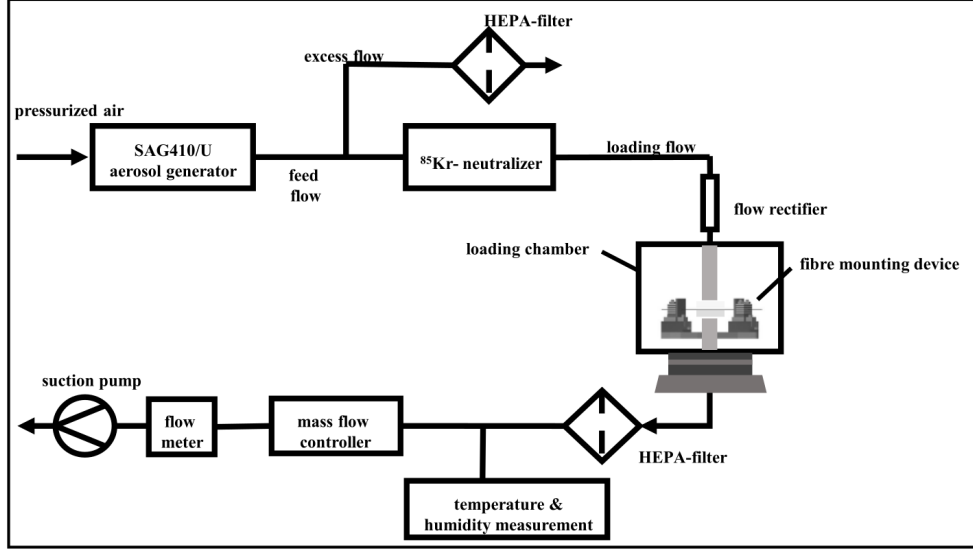 HEPA-filter
excess flow
pressurized air
SAG410/U
aerosol generator
feed
flow
⁸⁵Kr- neutralizer
loading flow
flow rectifier
loading chamber
fibre mounting device
suction pump
flow
meter
mass flow
controller
HEPA-filter
temperature &
humidity measurement